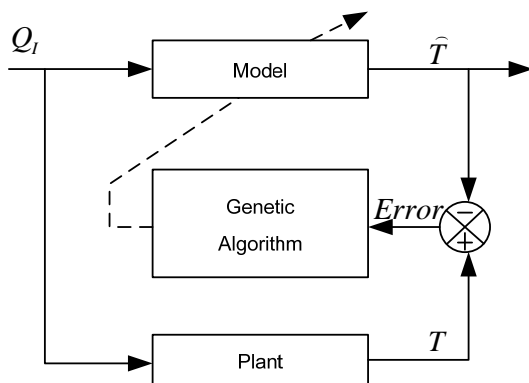 Q_I
Model
T̂
Genetic
Algorithm
Error
−
+
Plant
T